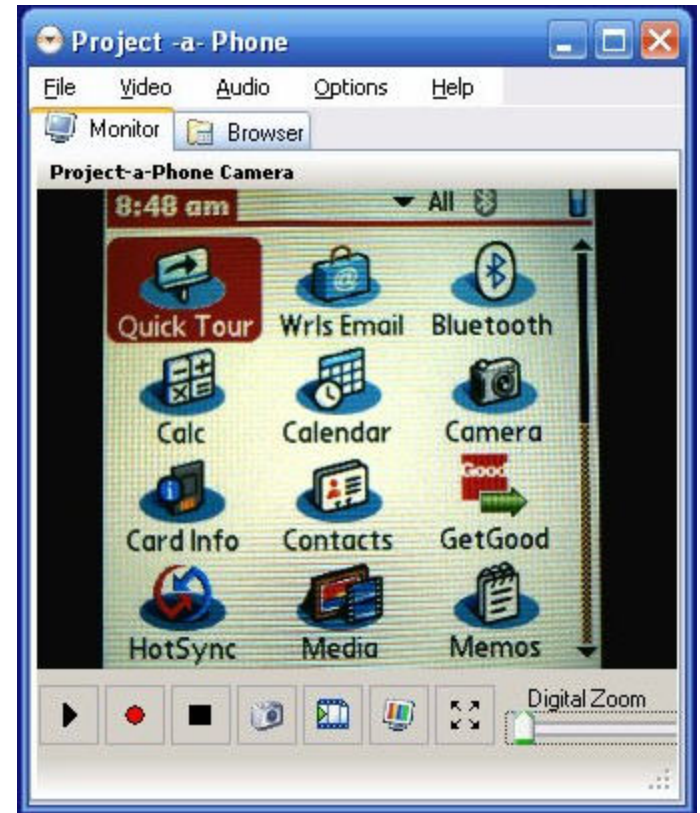 Project -a- Phone
File Video Audio Options Help
Monitor Browser
Project-a-Phone Camera
8:48 am All
Quick Tour Wrls Email Bluetooth
Calc Calendar Camera
Good
Card Info Contacts GetGood
HotSync Media Memos
Digital Zoom